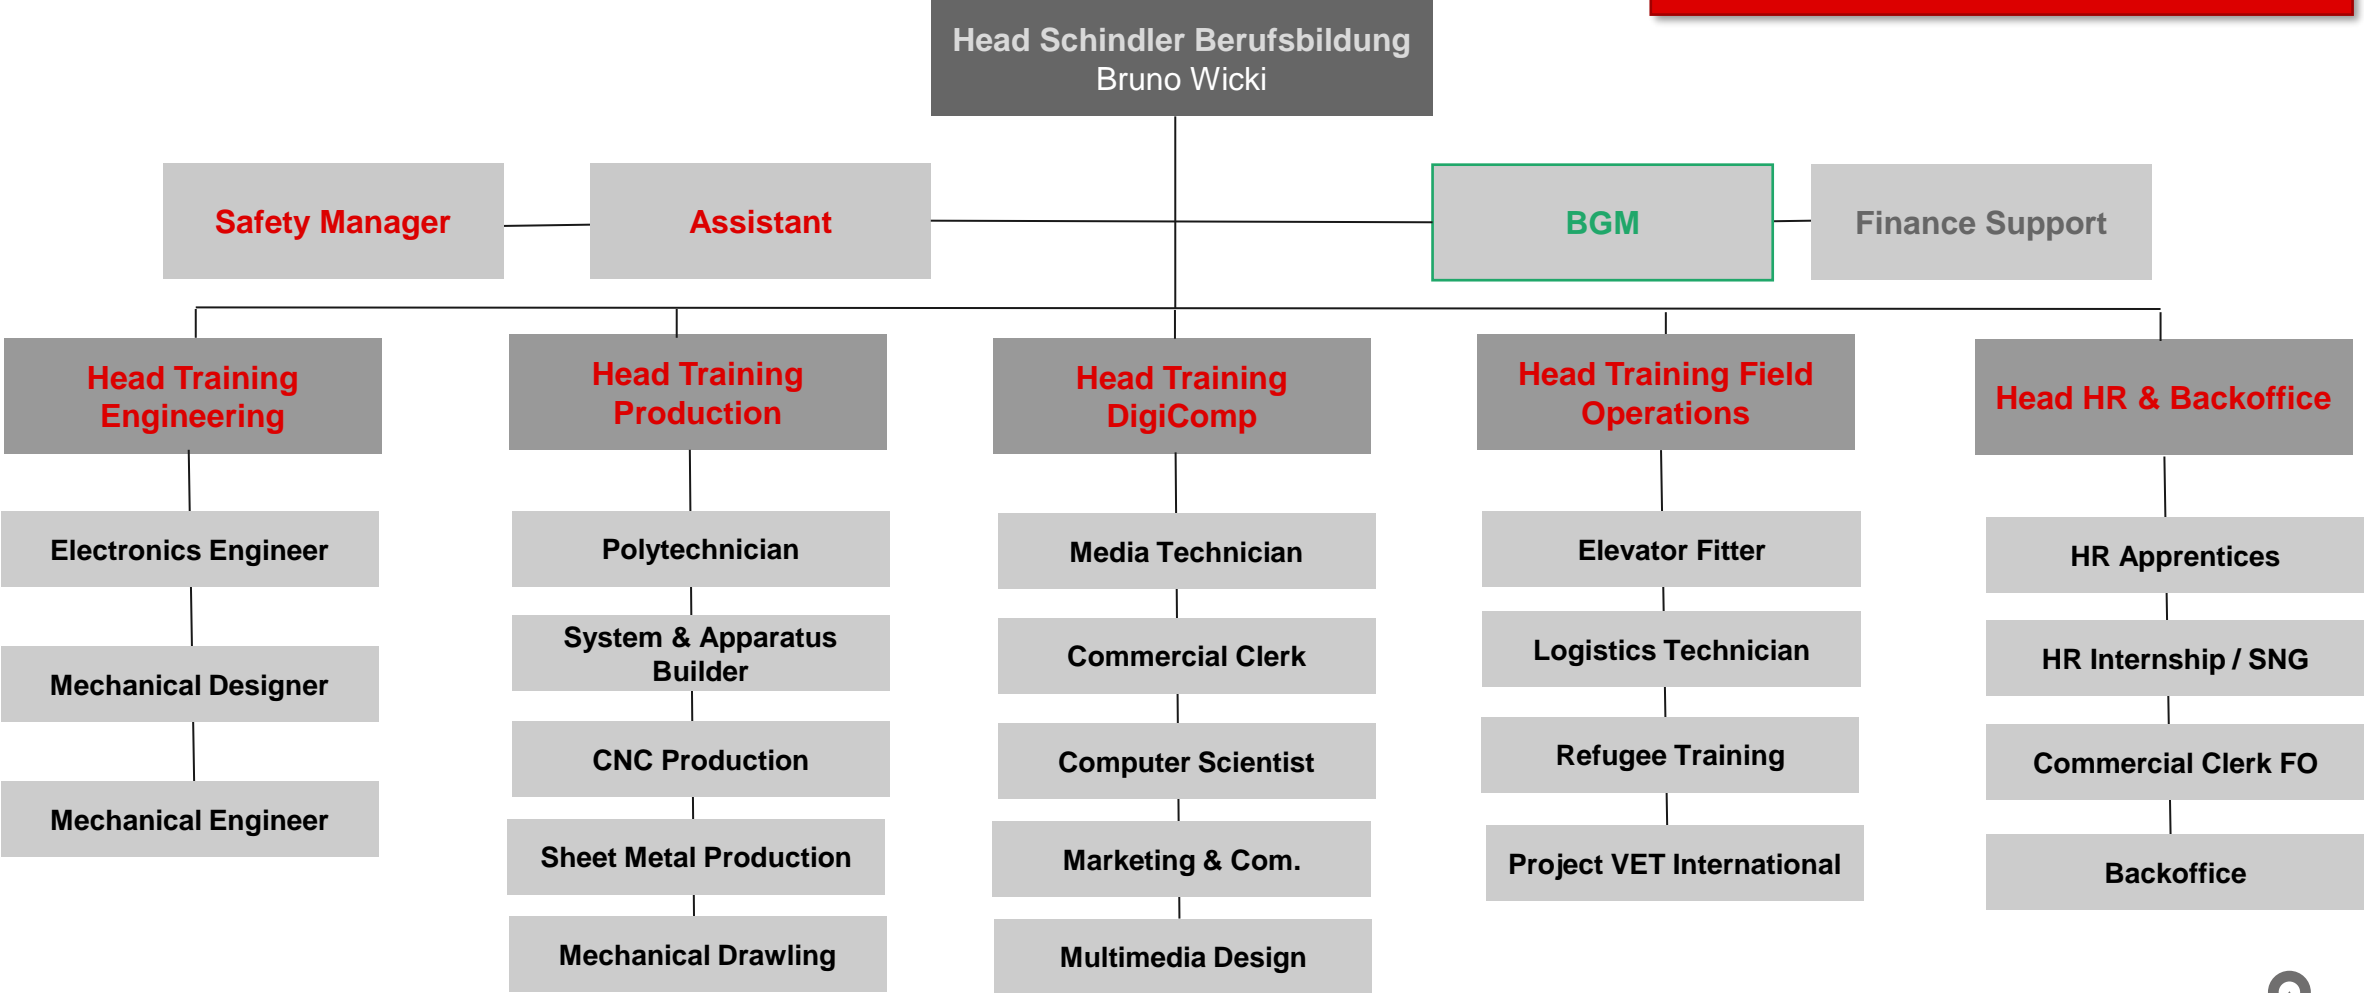 Head Schindler Berufsbildung
Bruno Wicki
Safety Manager
Assistant
BGM
Finance Support
Head Training
Engineering
Head Training
Production
Head Training
DigiComp
Head Training Field
Operations
Head HR & Backoffice
Electronics Engineer
Mechanical Designer
Mechanical Engineer
Polytechnician
System & Apparatus
Builder
CNC Production
Sheet Metal Production
Mechanical Drawling
Media Technician
Commercial Clerk
Computer Scientist
Marketing & Com.
Multimedia Design
Elevator Fitter
Logistics Technician
Refugee Training
Project VET International
HR Apprentices
HR Internship / SNG
Commercial Clerk FO
Backoffice